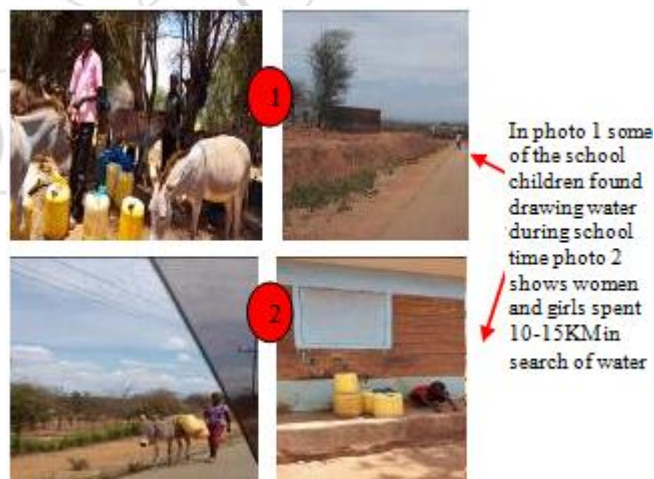 1
In photo 1 some
of the school
children found
drawing water
during school
time photo 2
shows women
and girls spent
10-15KMin
search of water
2